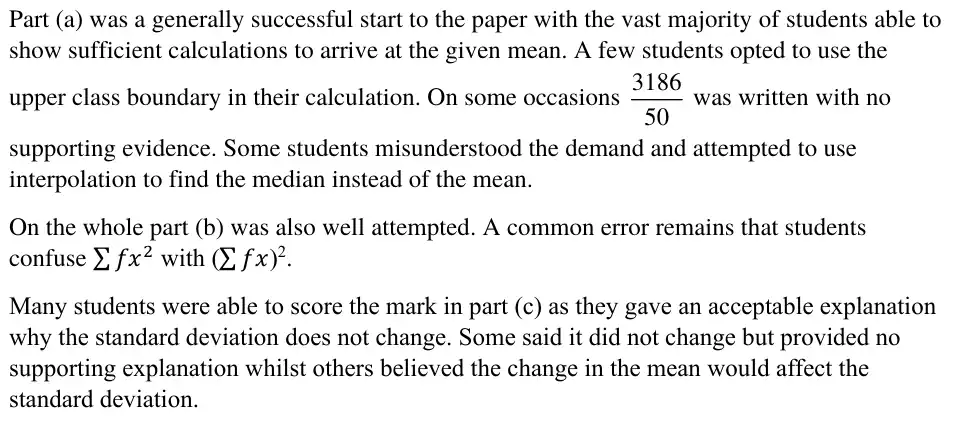 Part (a) was a generally successful start to the paper with the vast majority of students able to
show sufficient calculations to arrive at the given mean. A few students opted to use the
upper class boundary in their calculation. On some occasions 3186/50 was written with no
supporting evidence. Some students misunderstood the demand and attempted to use
interpolation to find the median instead of the mean.
On the whole part (b) was also well attempted. A common error remains that students
confuse ∑ fx² with (∑ fx)².
Many students were able to score the mark in part (c) as they gave an acceptable explanation
why the standard deviation does not change. Some said it did not change but provided no
supporting explanation whilst others believed the change in the mean would affect the
standard deviation.